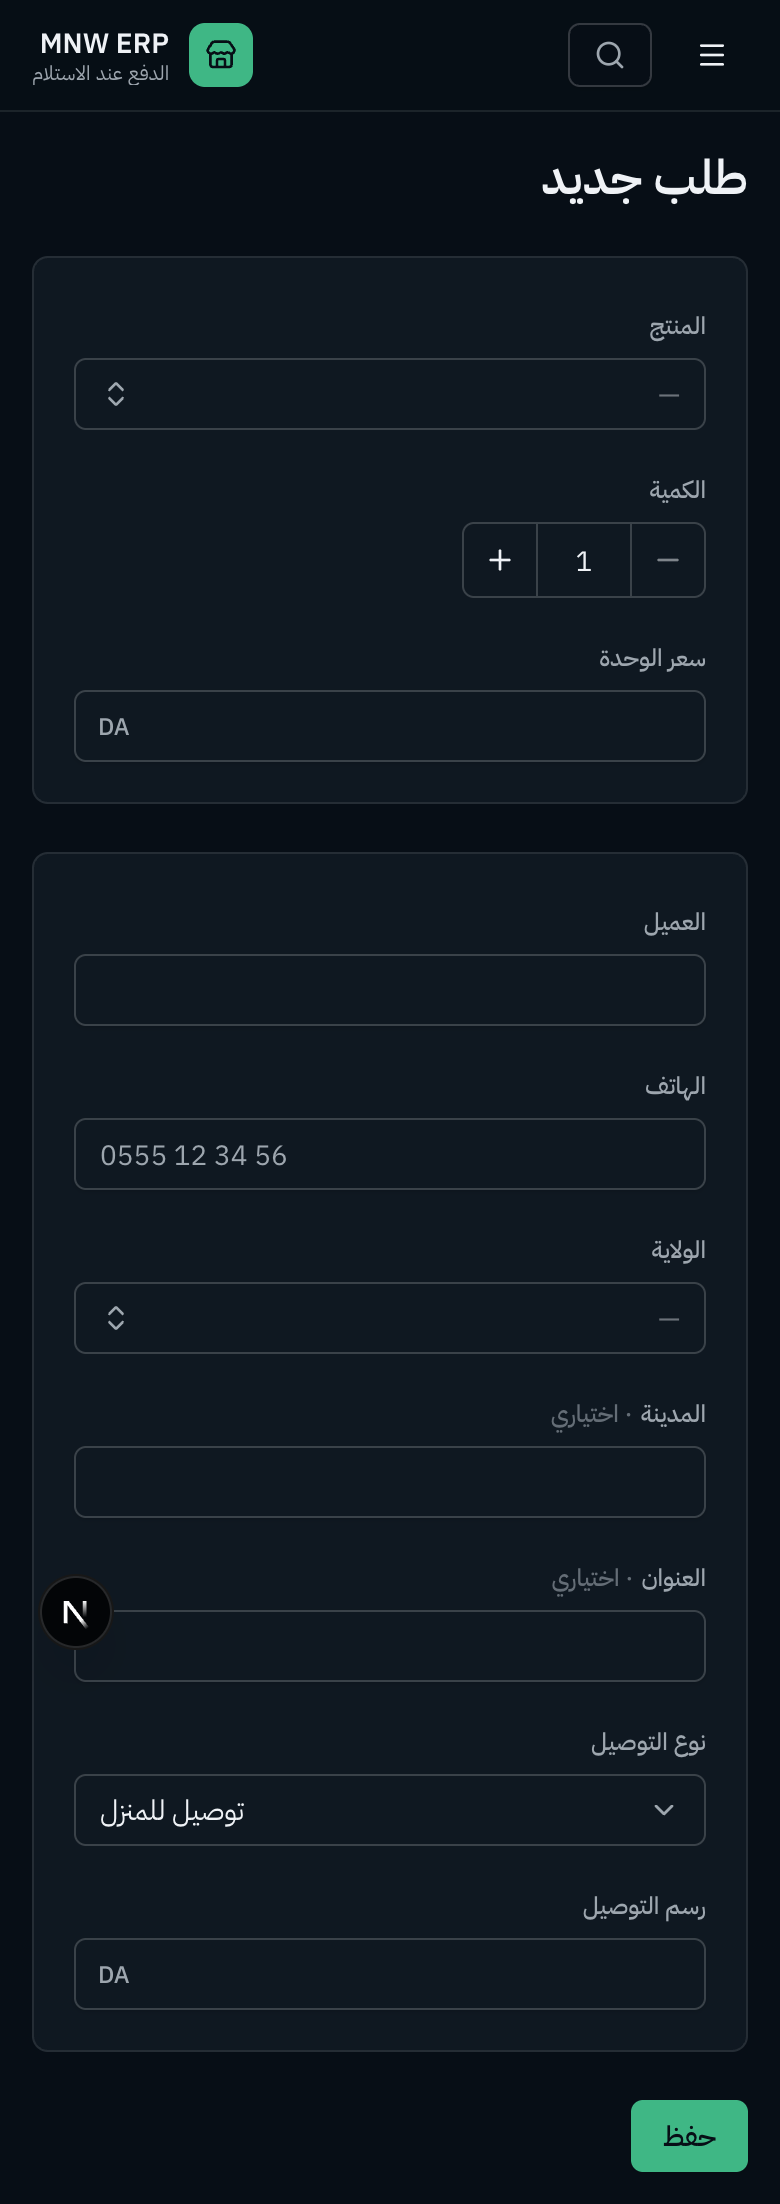 MNW ERP
الدفع عند الاستلام
طلب جديد
المنتج
—
الكمية
1
سعر الوحدة
DA
العميل
الهاتف
0555 12 34 56
الولاية
—
المدينة · اختياري
العنوان · اختياري
N
نوع التوصيل
توصيل للمنزل
رسم التوصيل
DA
حفظ